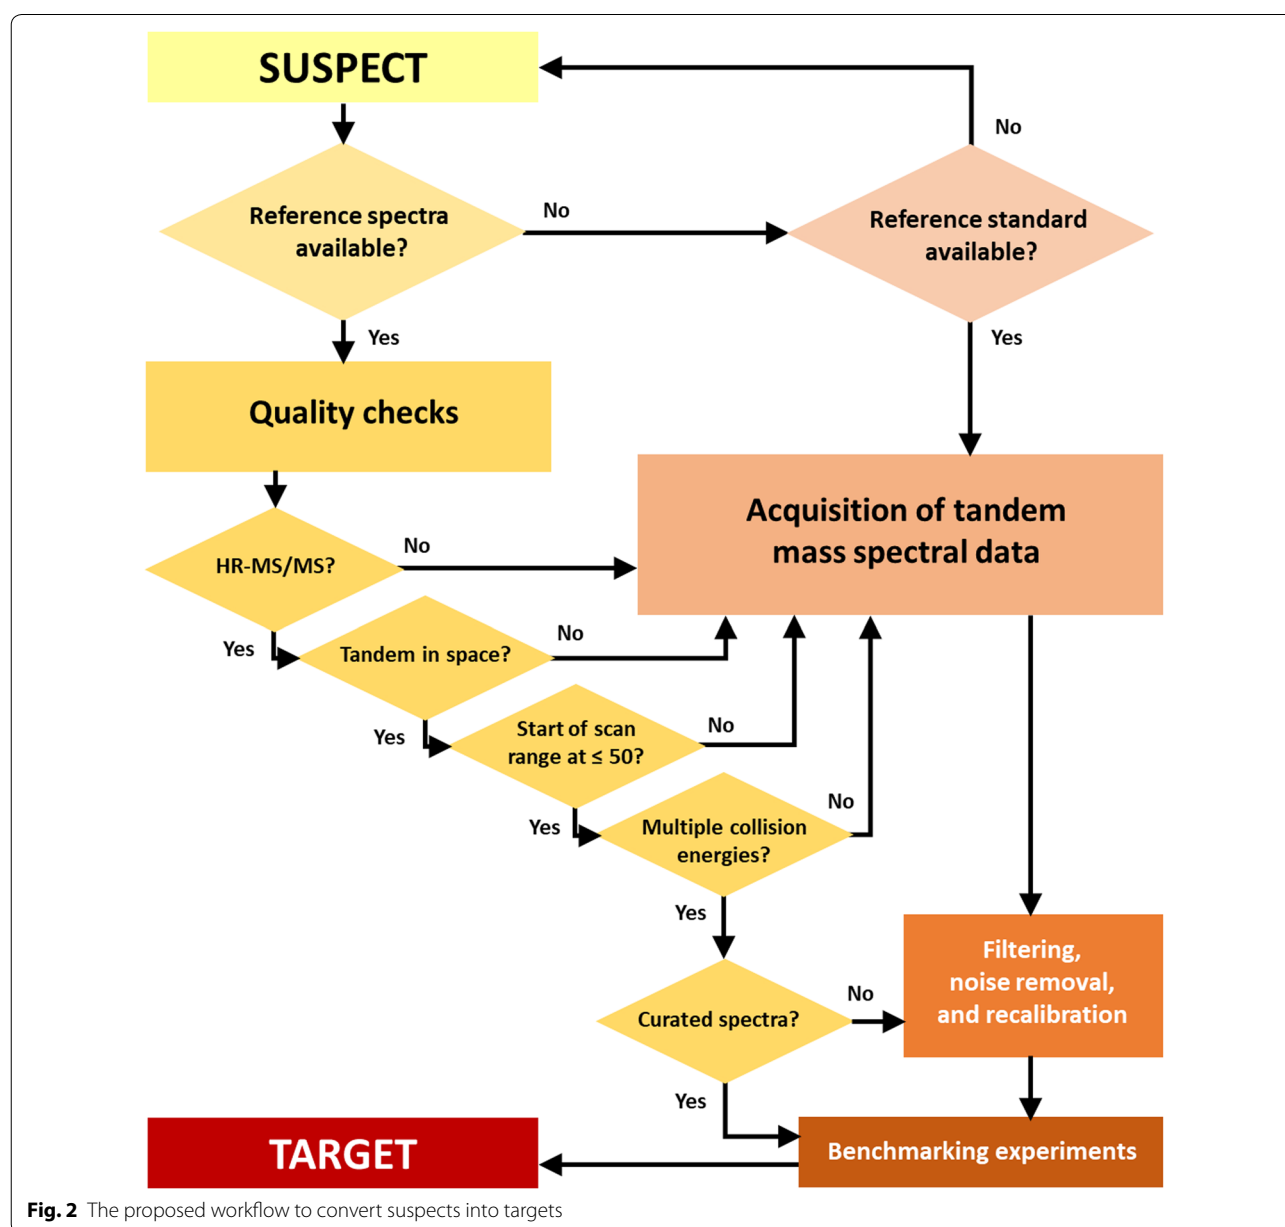 SUSPECT
No
Reference spectra
available?
No
Reference standard
available?
Yes
Yes
Quality checks
Acquisition of tandem
mass spectral data
HR-MS/MS?
No
Yes
Tandem in space?
No
Yes
Start of scan
range at ≤ 50?
No
Yes
Multiple collision
energies?
No
Yes
Filtering,
noise removal,
and recalibration
Curated spectra?
No
Yes
TARGET
Benchmarking experiments
Fig. 2 The proposed workflow to convert suspects into targets